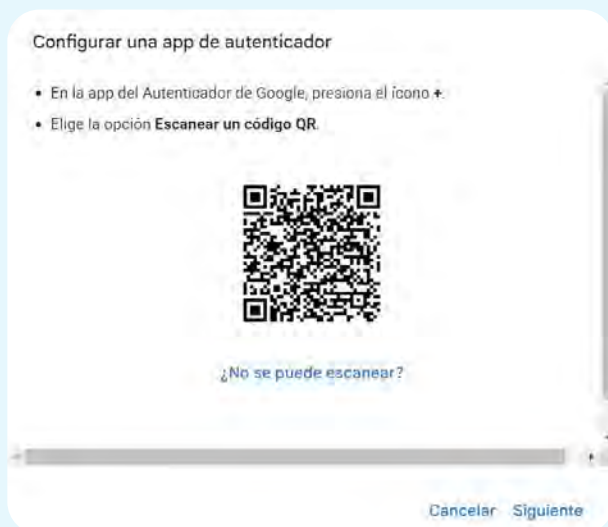 Configurar una app de autenticador
• En la app del Autenticador de Google, presiona el ícono +.
• Elige la opción Escanear un código QR.
¿No se puede escanear?
Cancelar Siguiente